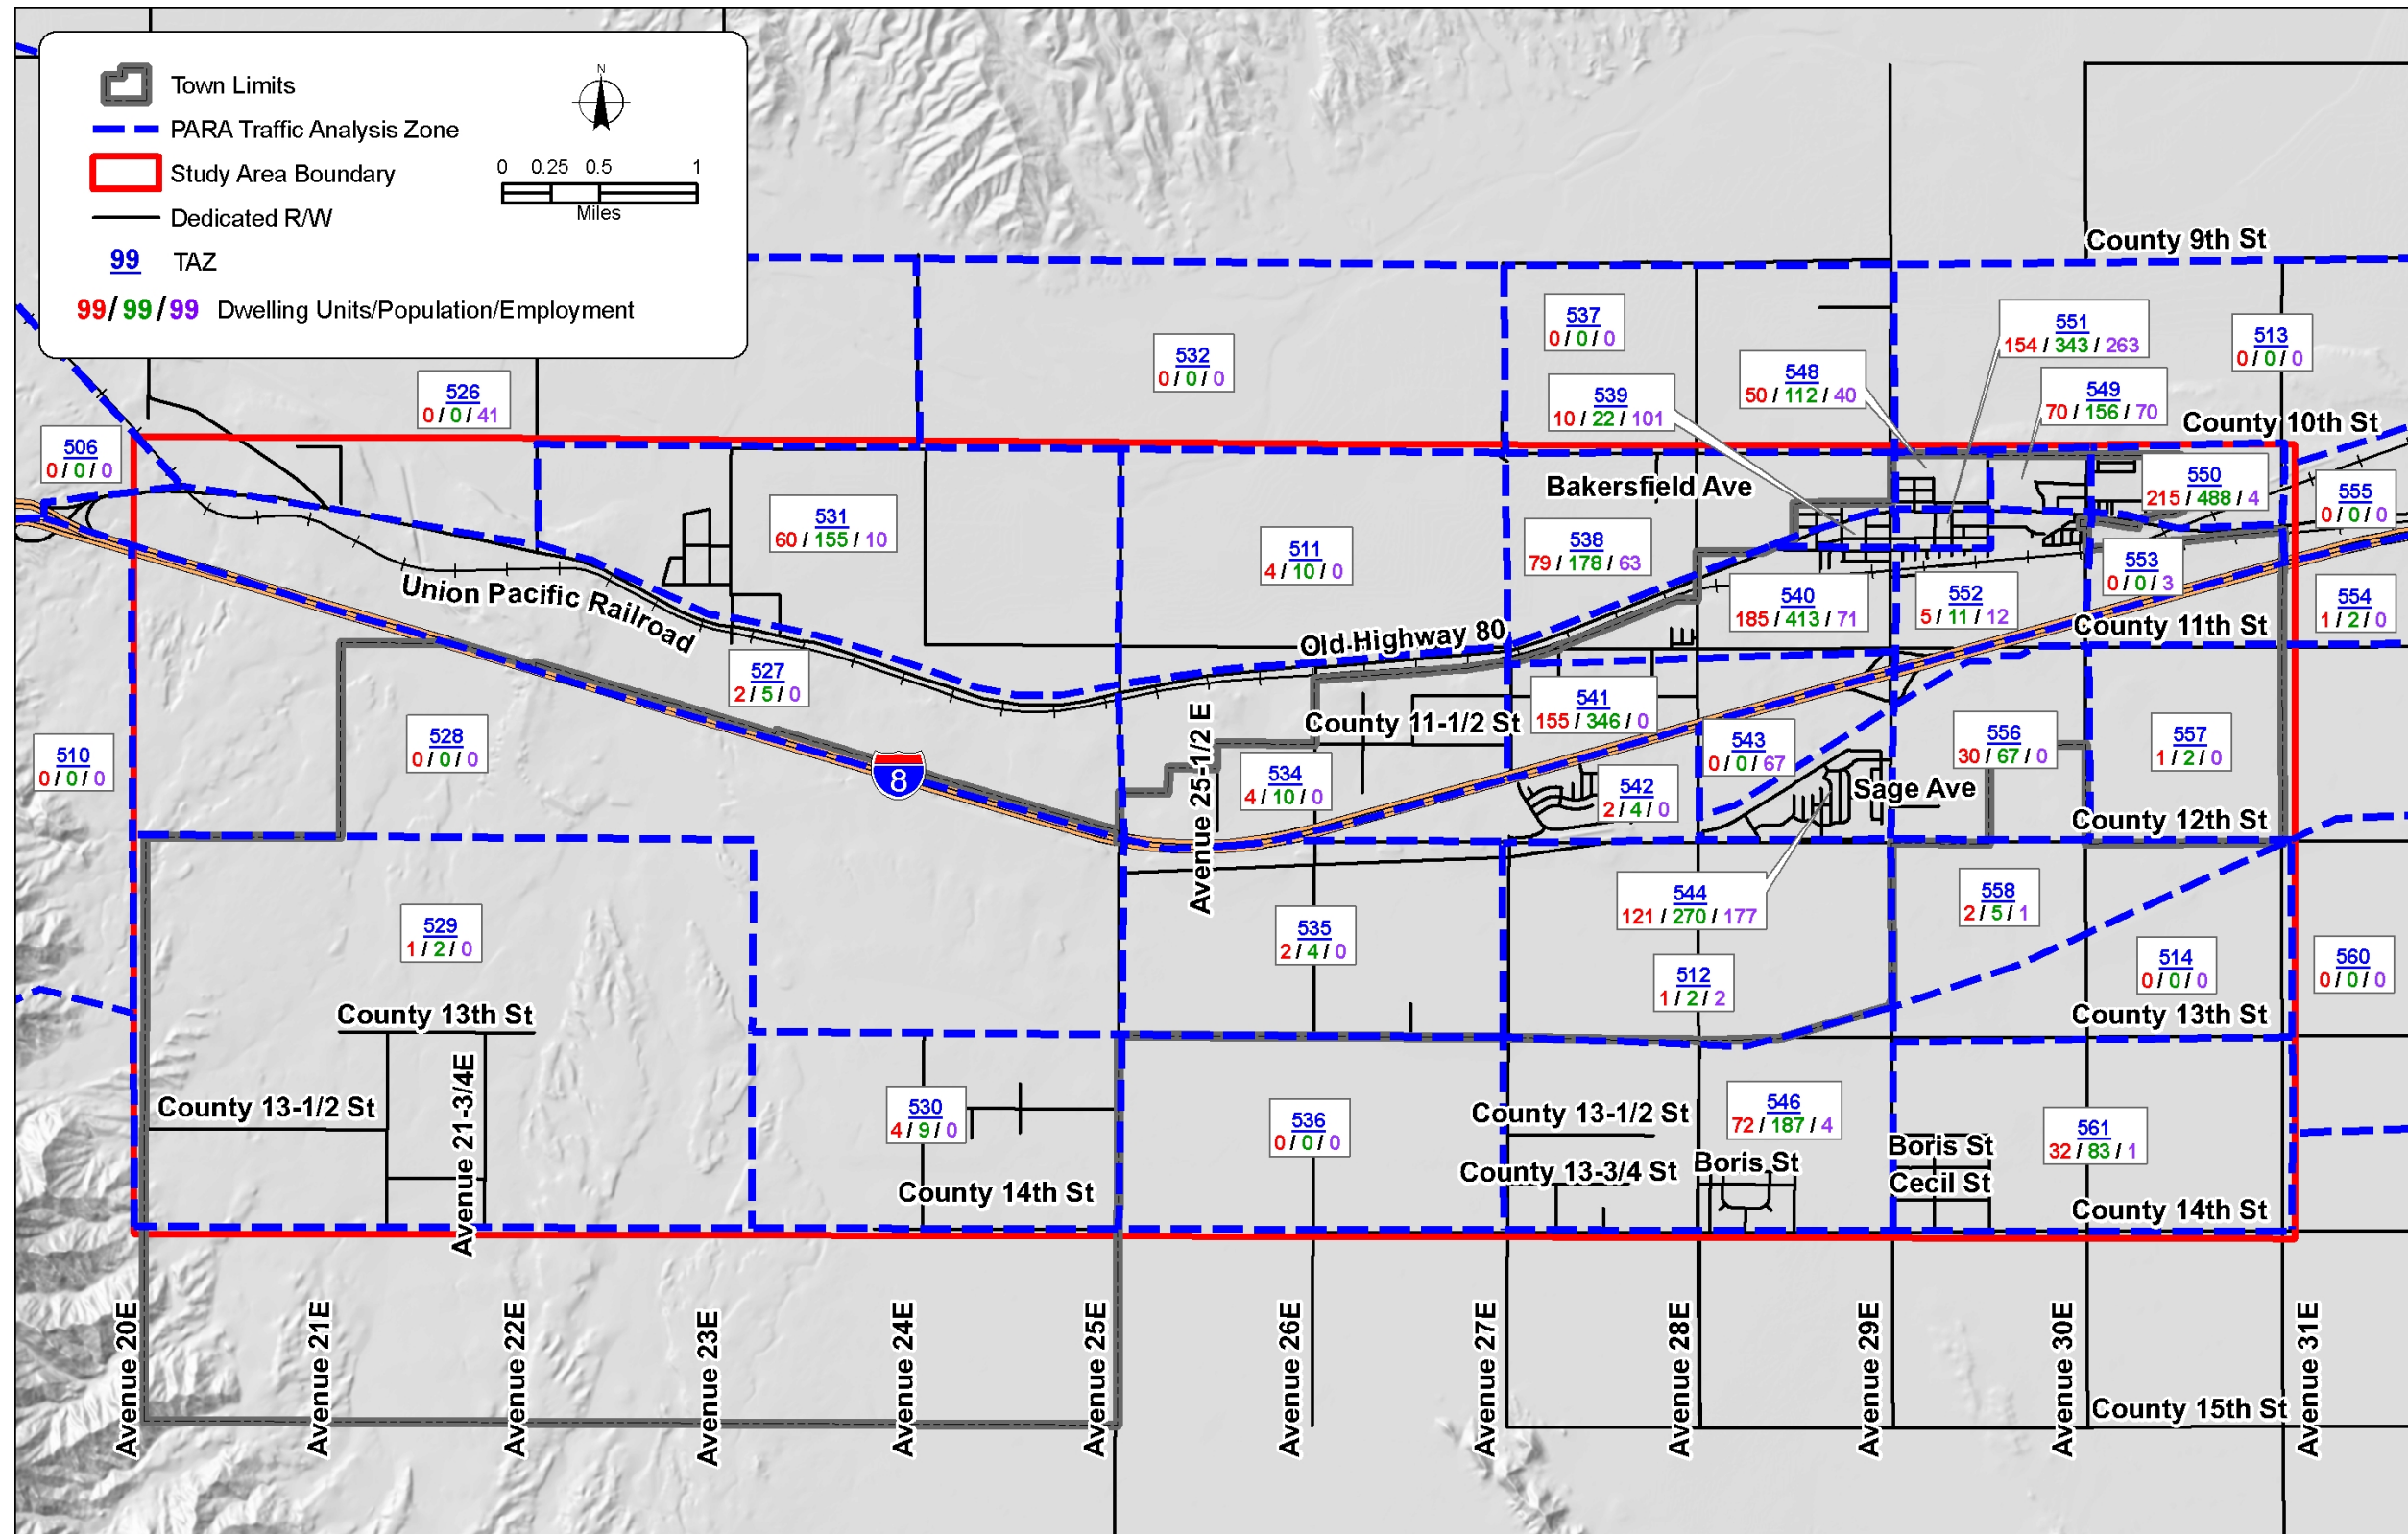 Town Limits
PARA Traffic Analysis Zone
Study Area Boundary
Dedicated R/W
99 TAZ
99/99/99 Dwelling Units/Population/Employment
N
0 0.25 0.5 1
Miles
County 9th St
537
0/0/0
551
154/343/263
513
0/0/0
532
0/0/0
548
50/112/40
526
0/0/41
539
10/22/101
549
70/156/70
County 10th St
506
0/0/0
Bakersfield Ave
550
215/488/4
555
0/0/0
531
60/155/10
511
4/10/0
538
79/178/63
553
0/0/3
Union Pacific Railroad
540
185/413/71
552
5/11/12
554
1/2/0
Old Highway 80
County 11th St
527
2/5/0
541
155/346/0
County 11-1/2 St
528
0/0/0
510
0/0/0
8
Avenue 25-1/2 E
534
4/10/0
543
0/0/67
556
30/67/0
557
1/2/0
542
2/4/0
Sage Ave
County 12th St
544
121/270/177
558
2/5/1
529
1/2/0
535
2/4/0
512
1/2/2
514
0/0/0
560
0/0/0
County 13th St
County 13th St
County 13-1/2 St
Avenue 21-3/4E
530
4/9/0
536
0/0/0
County 13-1/2 St
546
72/187/4
561
32/83/1
Boris St
County 13-3/4 St
Boris St
Cecil St
County 14th St
County 14th St
Avenue 20E
Avenue 21E
Avenue 22E
Avenue 23E
Avenue 24E
Avenue 25E
Avenue 26E
Avenue 27E
Avenue 28E
Avenue 29E
Avenue 30E
Avenue 31E
County 15th St